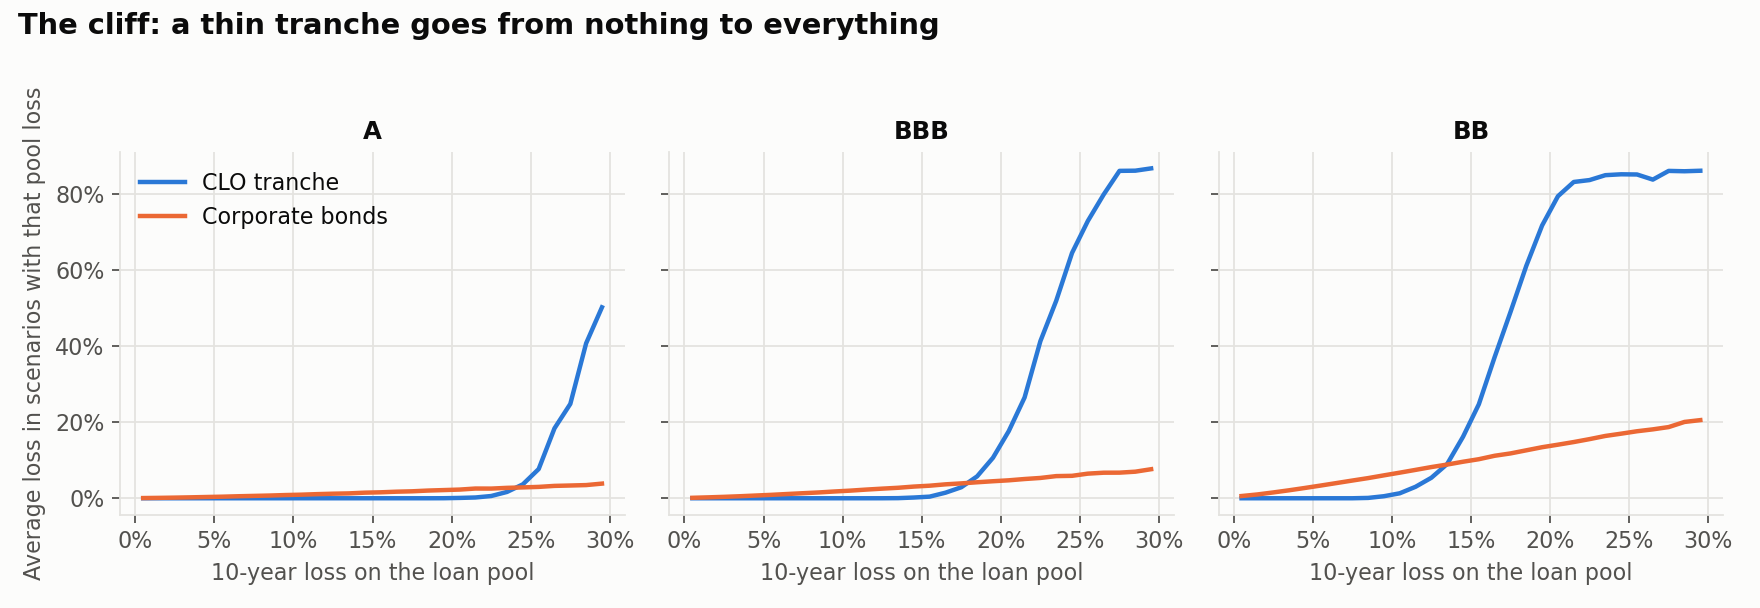 The cliff: a thin tranche goes from nothing to everything
Average loss in scenarios with that pool loss
A
CLO tranche
Corporate bonds
80%
60%
40%
20%
0%
0% 5% 10% 15% 20% 25% 30%
10-year loss on the loan pool
BBB
0% 5% 10% 15% 20% 25% 30%
10-year loss on the loan pool
BB
0% 5% 10% 15% 20% 25% 30%
10-year loss on the loan pool